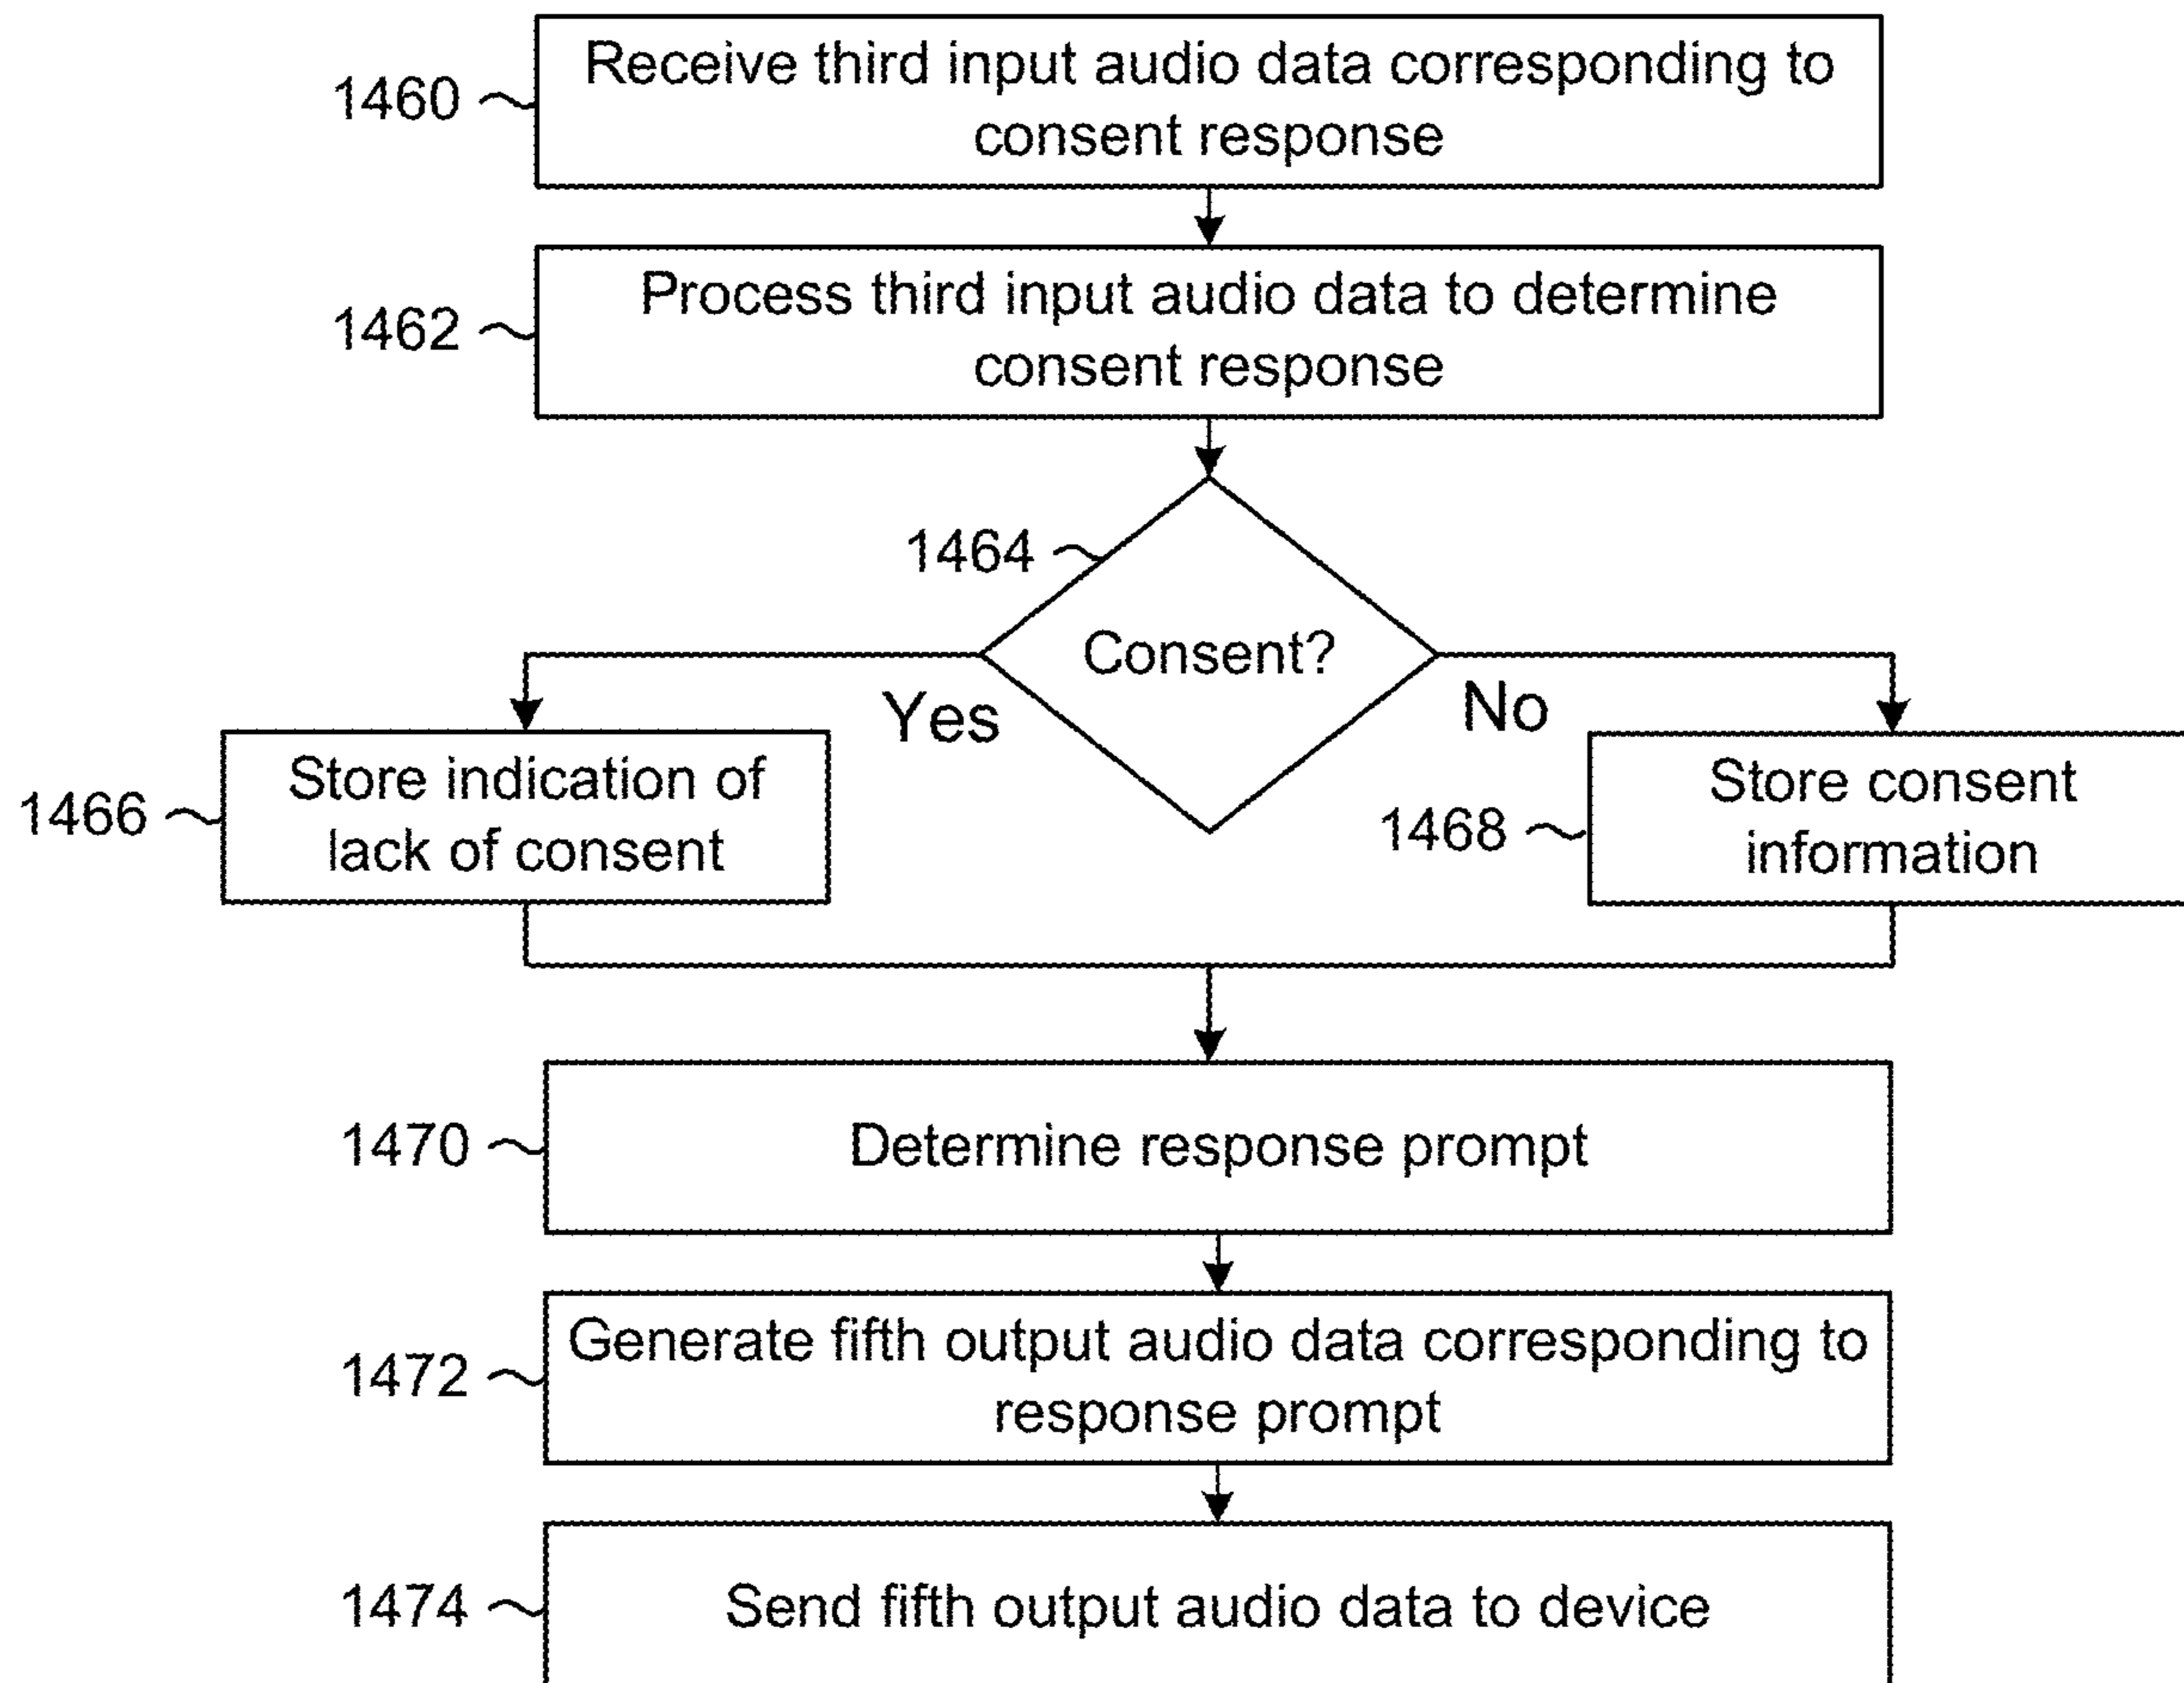 1460
Receive third input audio data corresponding to
consent response
1462
Process third input audio data to determine
consent response
1464
Consent?
Yes
No
1466
Store indication of
lack of consent
1468
Store consent
information
1470
Determine response prompt
1472
Generate fifth output audio data corresponding to
response prompt
1474
Send fifth output audio data to device